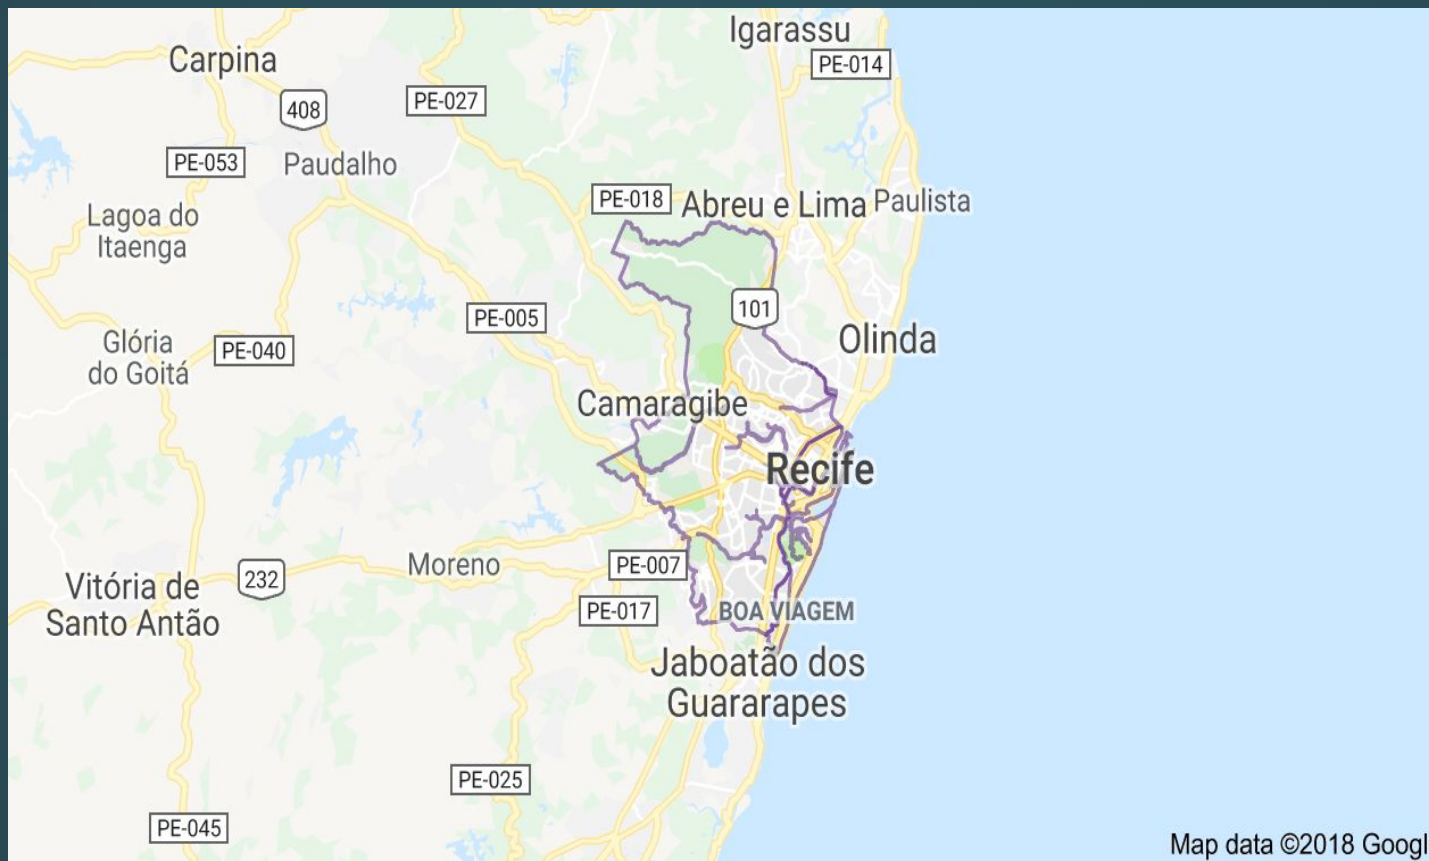 Igarassu
Carpina
PE-014
408
PE-027
PE-053
Paudalho
PE-018
Abreu e Lima
Paulista
Lagoa do
Itaenga
101
PE-005
Olinda
Glória
do Goitá
PE-040
Camaragibe
Recife
Moreno
PE-007
232
Vitória de
Santo Antão
PE-017
BOA VIAGEM
Jaboatão dos
Guararapes
PE-025
PE-045
Map data ©2018 Googl